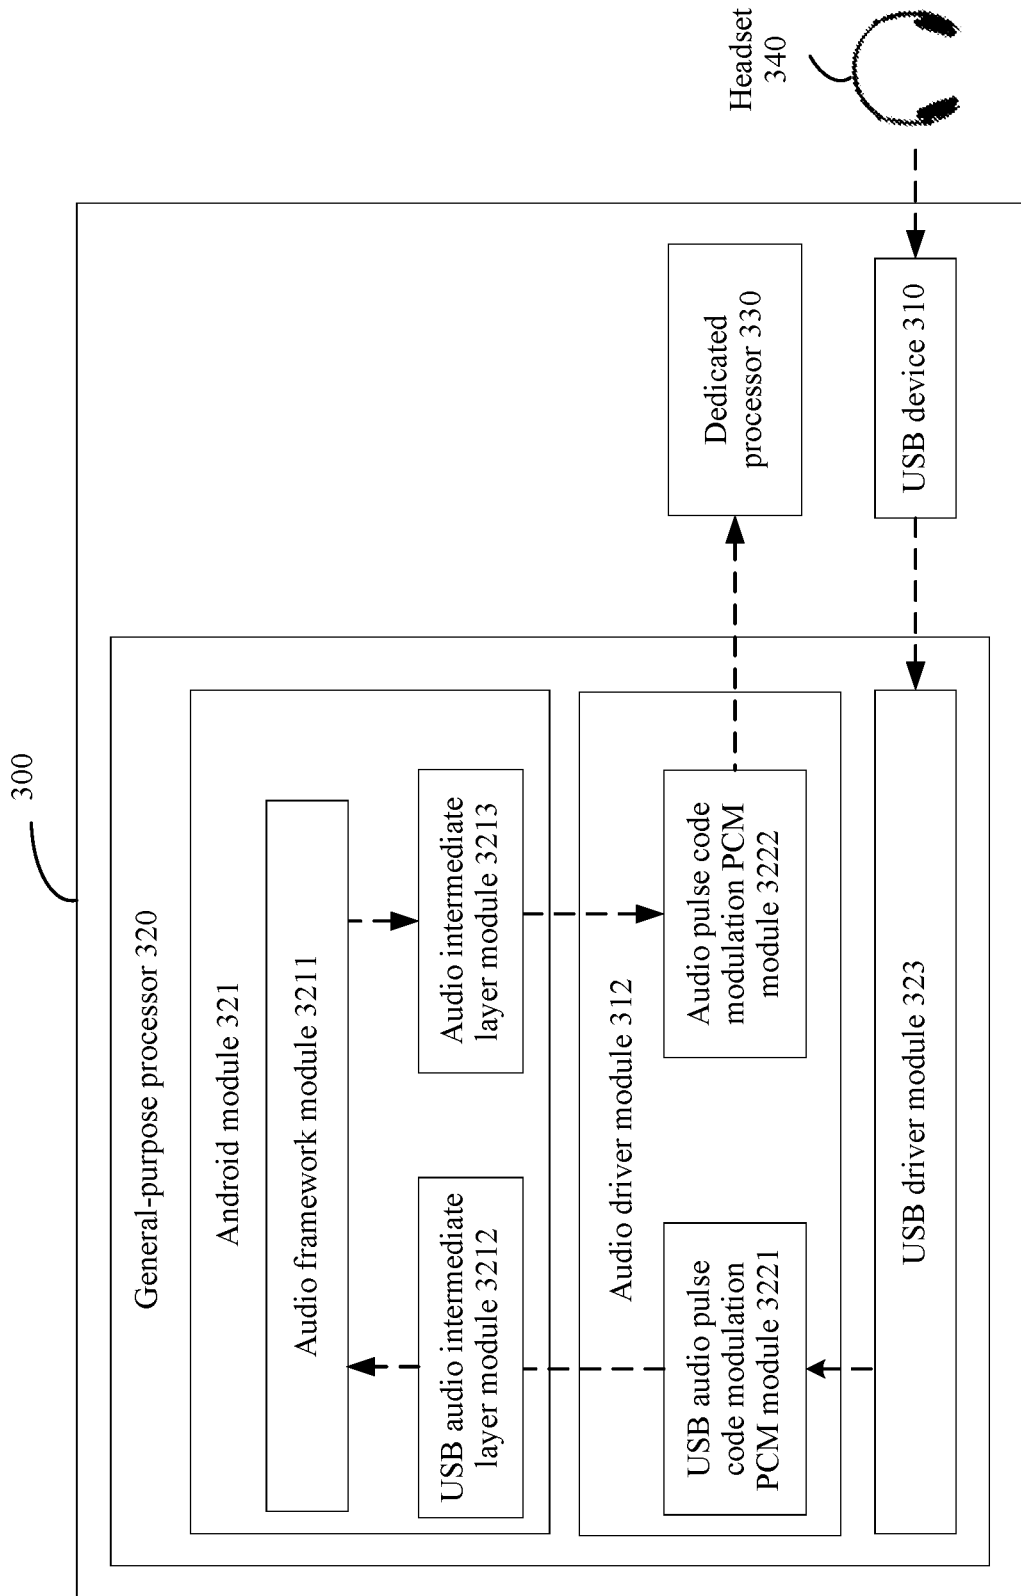 300
General-purpose processor 320
Android module 321
Audio framework module 3211
USB audio intermediate
layer module 3212
Audio intermediate
layer module 3213
Audio driver module 312
USB audio pulse
code modulation
PCM module 3221
Audio pulse code
modulation PCM
module 3222
USB driver module 323
Dedicated
processor 330
USB device 310
Headset
340